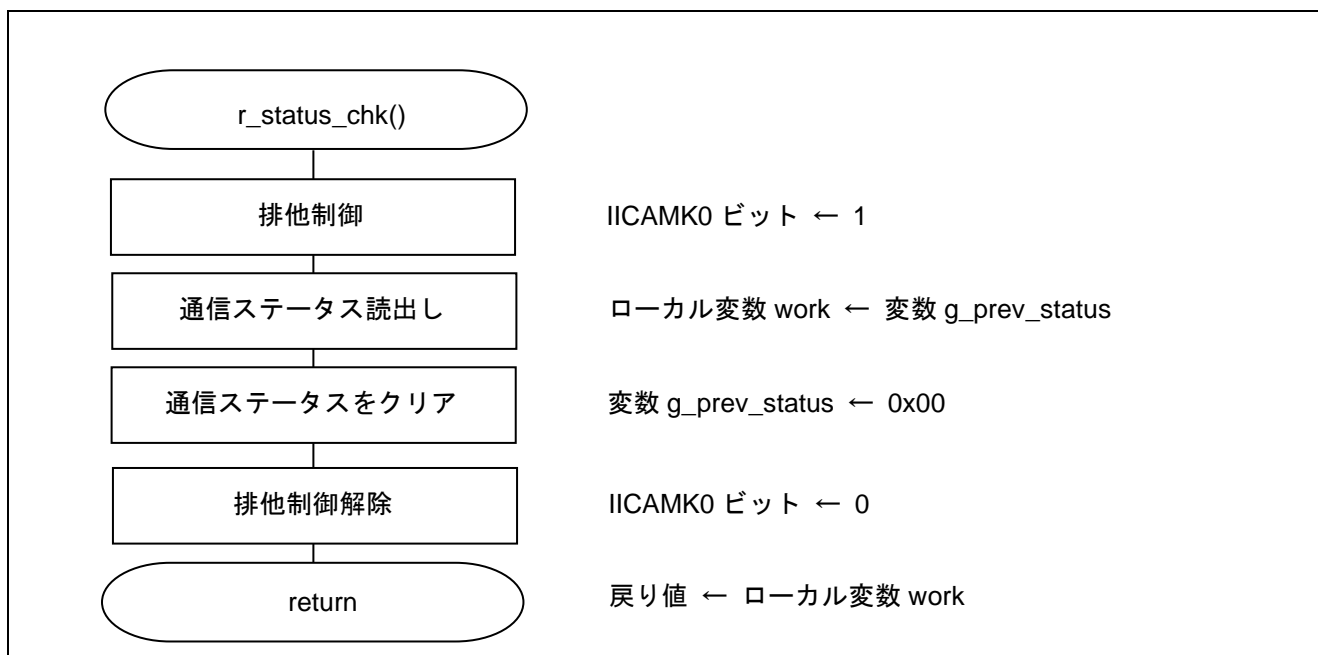 r_status_chk()
排他制御 IICAMK0 ビット ← 1
通信ステータス読出し ローカル変数 work ← 変数 g_prev_status
通信ステータスをクリア 変数 g_prev_status ← 0x00
排他制御解除 IICAMK0 ビット ← 0
return 戻り値 ← ローカル変数 work